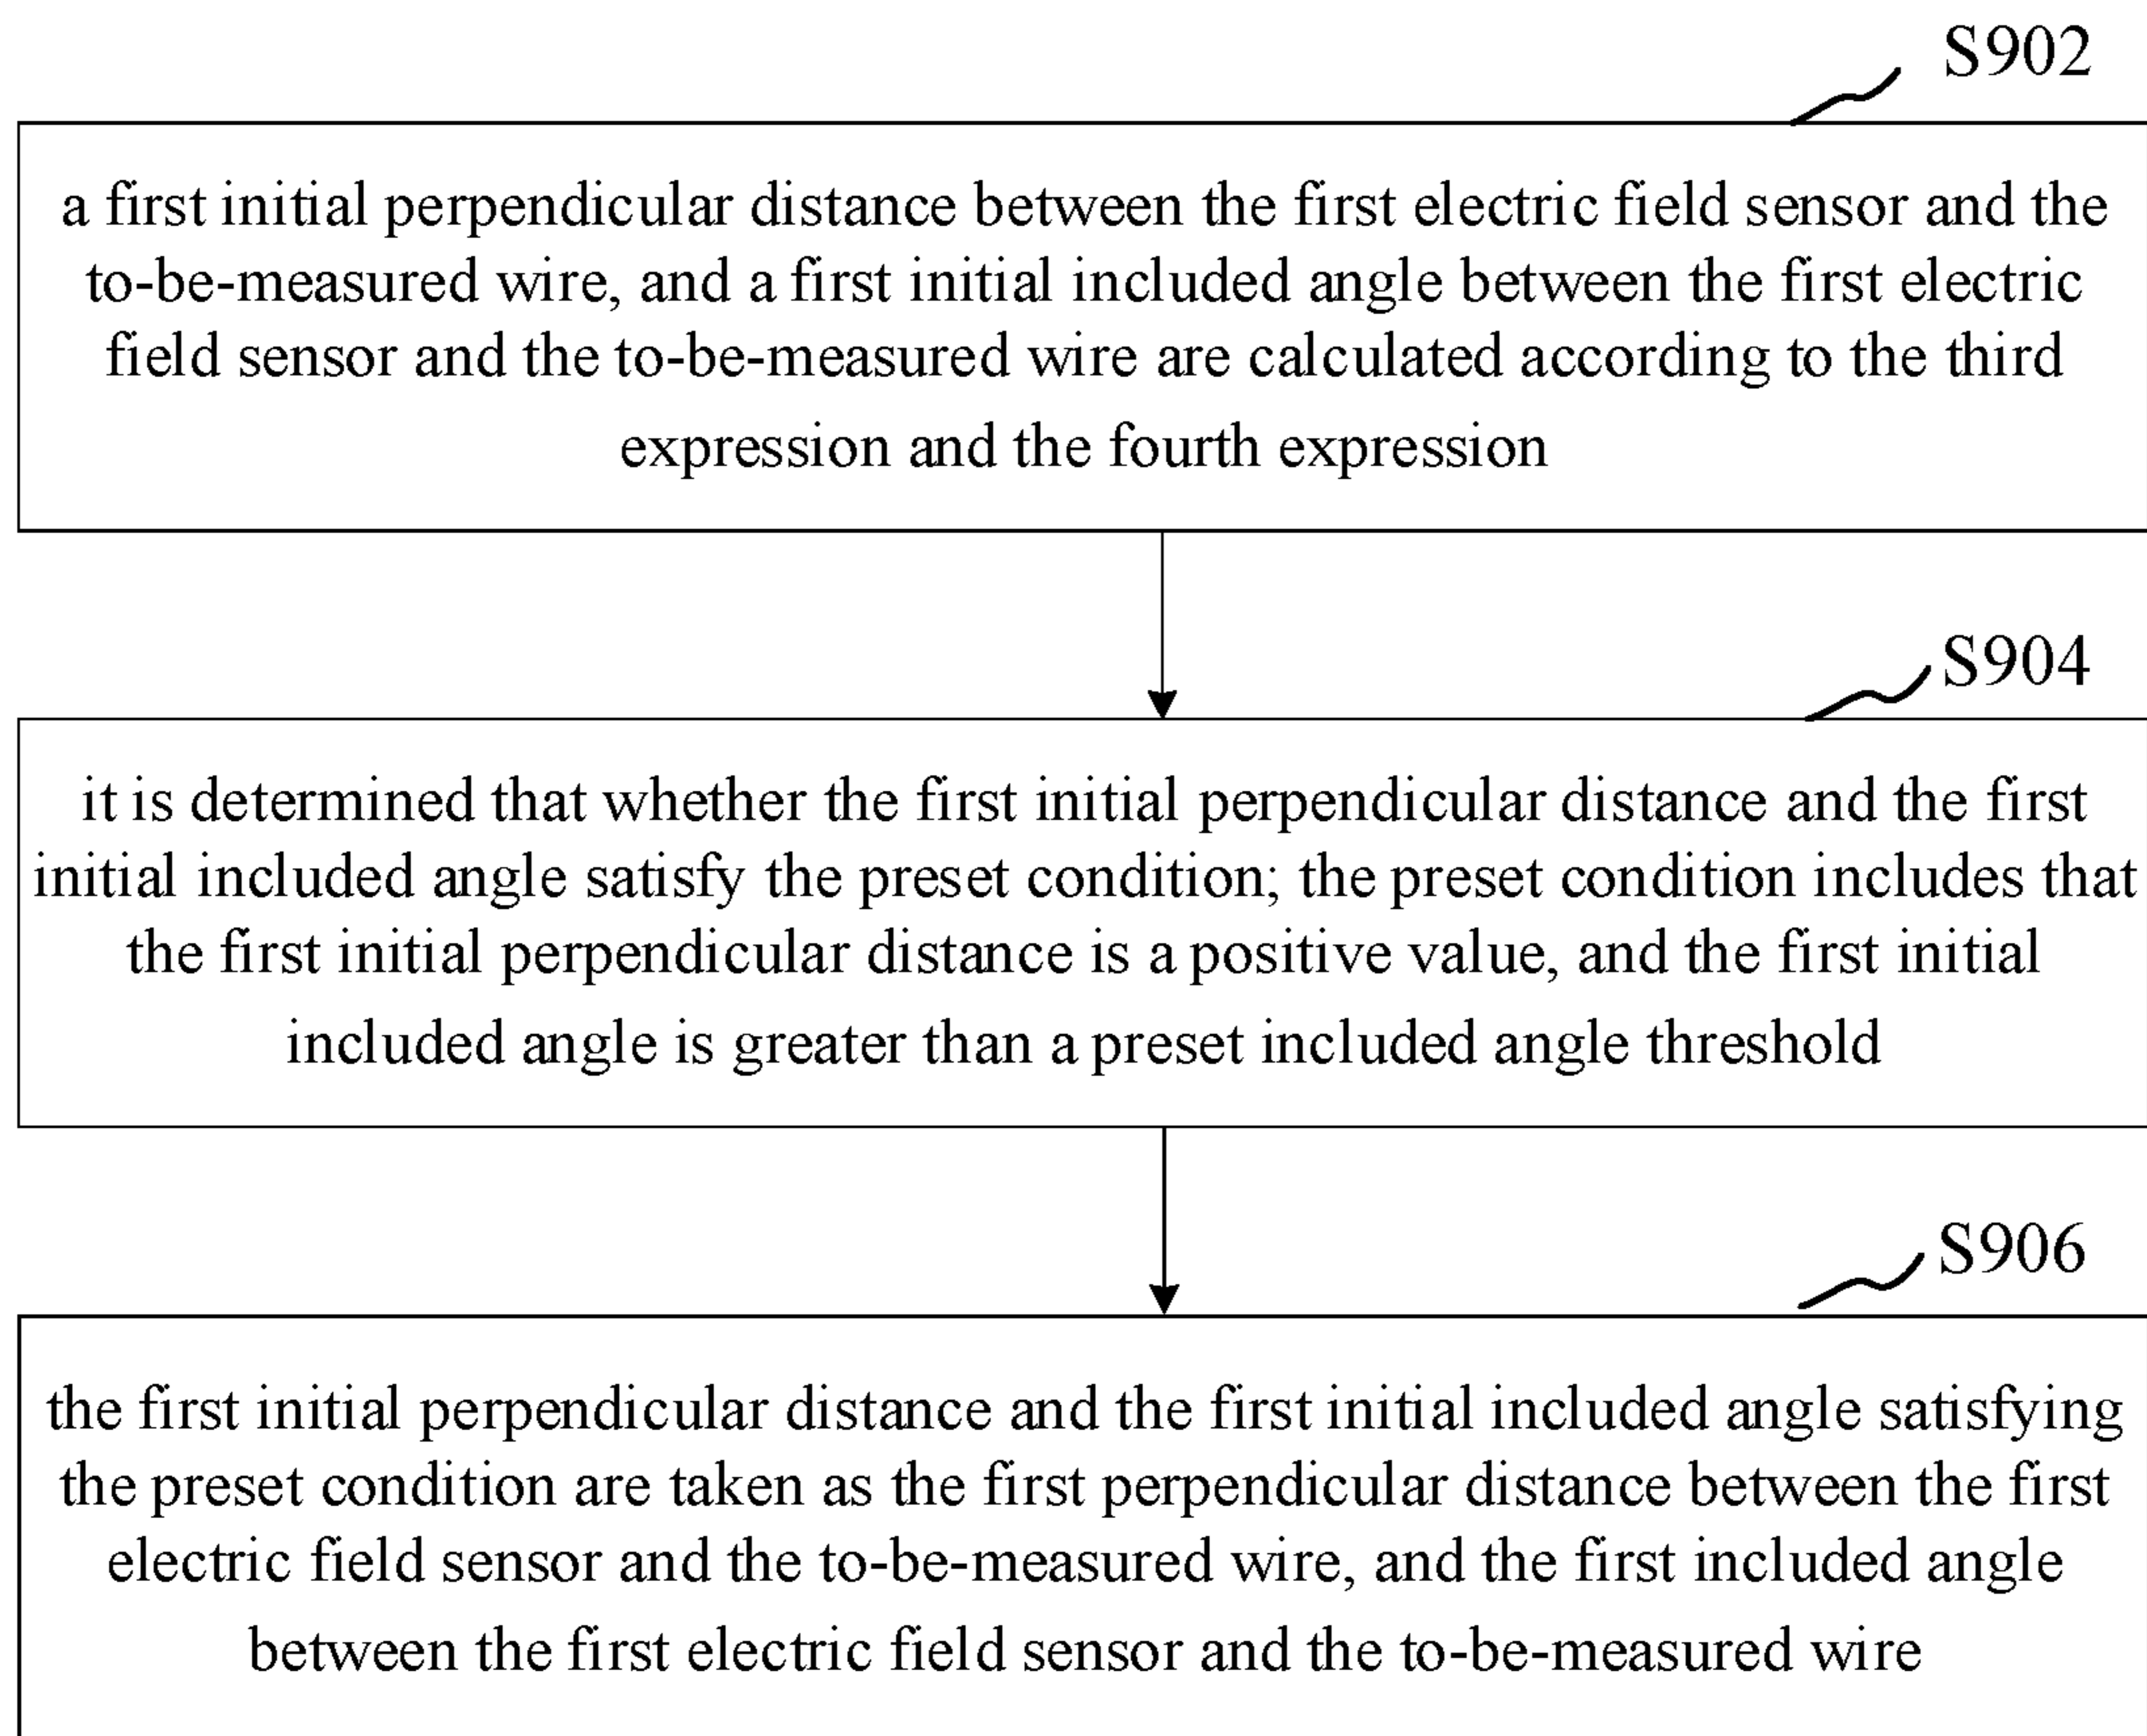 S902
a first initial perpendicular distance between the first electric field sensor and the
to-be-measured wire, and a first initial included angle between the first electric
field sensor and the to-be-measured wire are calculated according to the third
expression and the fourth expression
S904
it is determined that whether the first initial perpendicular distance and the first
initial included angle satisfy the preset condition; the preset condition includes that
the first initial perpendicular distance is a positive value, and the first initial
included angle is greater than a preset included angle threshold
S906
the first initial perpendicular distance and the first initial included angle satisfying
the preset condition are taken as the first perpendicular distance between the first
electric field sensor and the to-be-measured wire, and the first included angle
between the first electric field sensor and the to-be-measured wire